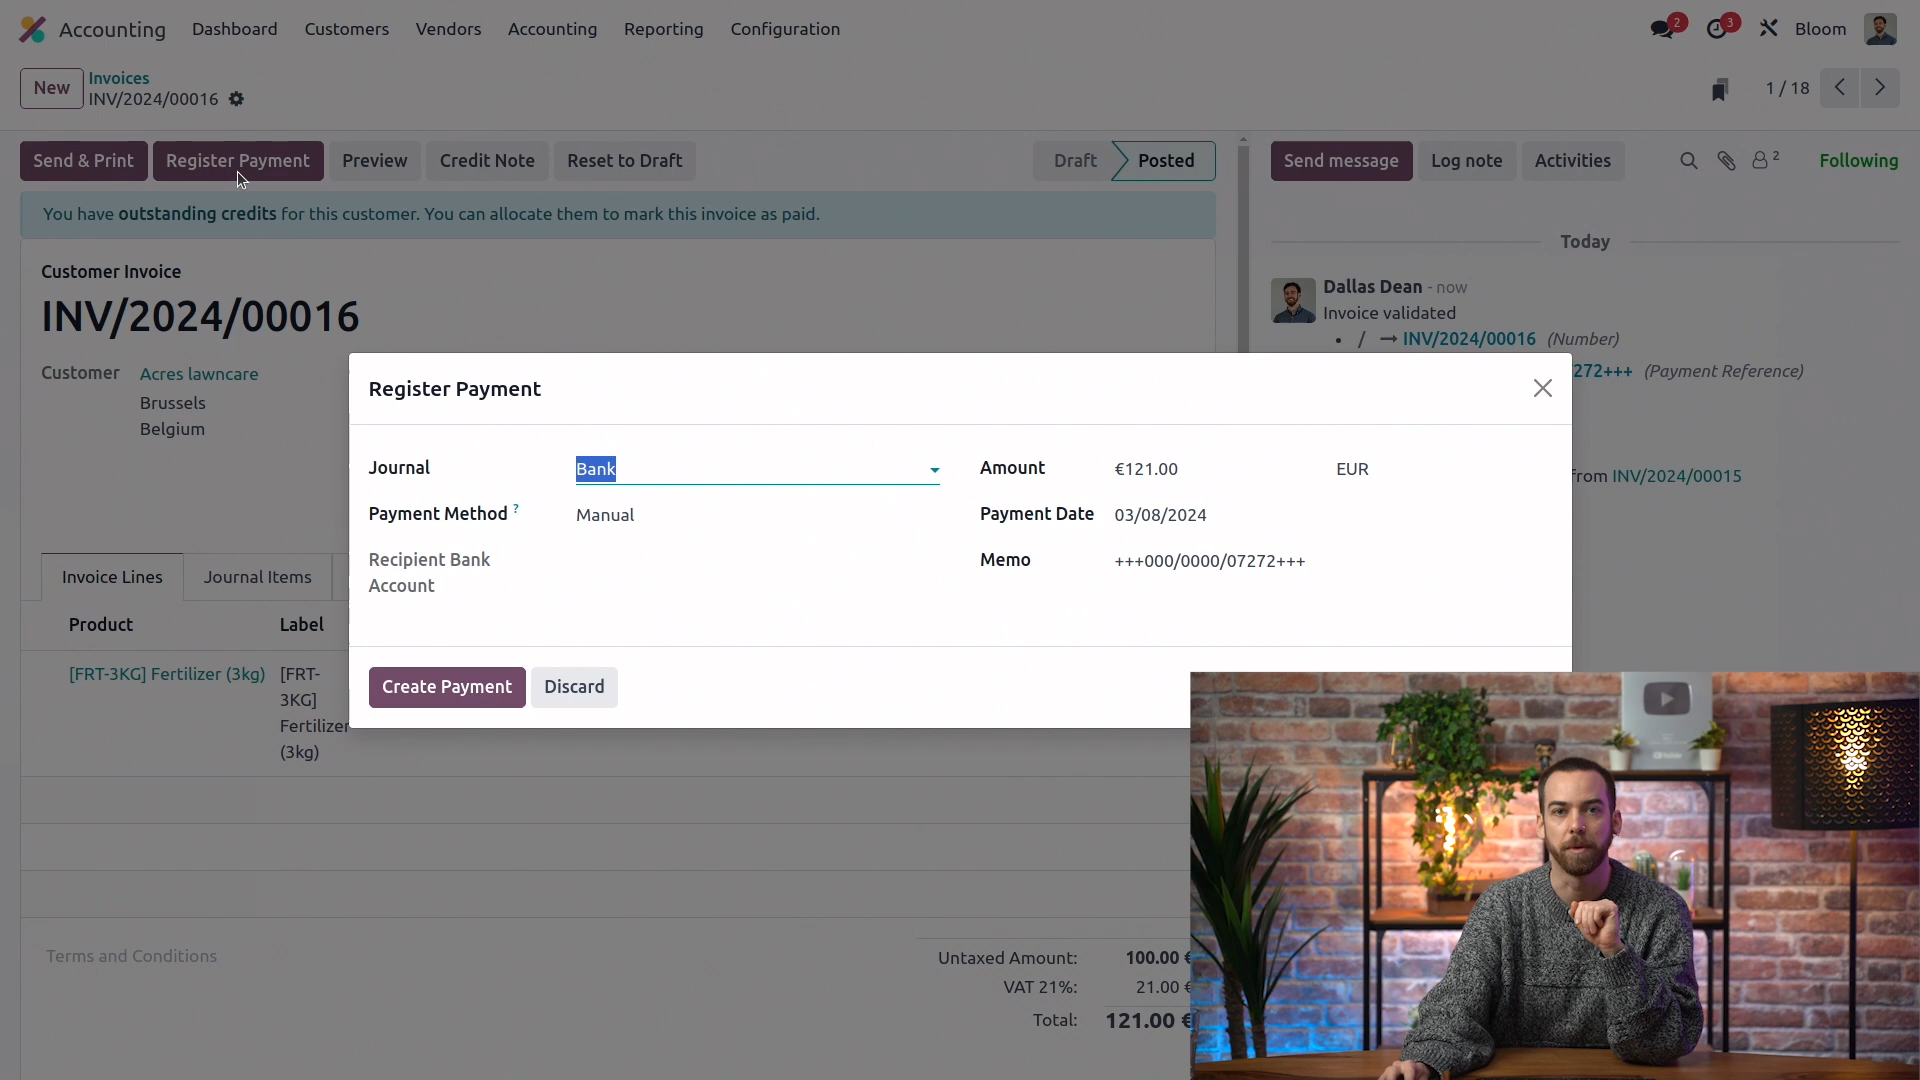 Accounting Dashboard Customers Vendors Accounting Reporting Configuration 2 3 Bloom
New Invoices
INV/2024/00016
1 / 18
Send & Print Register Payment Preview Credit Note Reset to Draft Draft Posted
Send message Log note Activities 2 Following
You have outstanding credits for this customer. You can allocate them to mark this invoice as paid.
Today
Customer Invoice
INV/2024/00016
Dallas Dean - now
Invoice validated
• / → INV/2024/00016 (Number)
272+++ (Payment Reference)
from INV/2024/00015
Customer Acres lawncare
Brussels
Belgium
Register Payment
Journal Bank
Amount €121.00 EUR
Payment Method ? Manual
Payment Date 03/08/2024
Recipient Bank
Account
Memo +++000/0000/07272+++
Create Payment Discard
Invoice Lines Journal Items
Product Label
[FRT-3KG] Fertilizer (3kg) [FRT-
3KG]
Fertilizer
(3kg)
Terms and Conditions
Untaxed Amount: 100.00 €
VAT 21%: 21.00 €
Total: 121.00 €